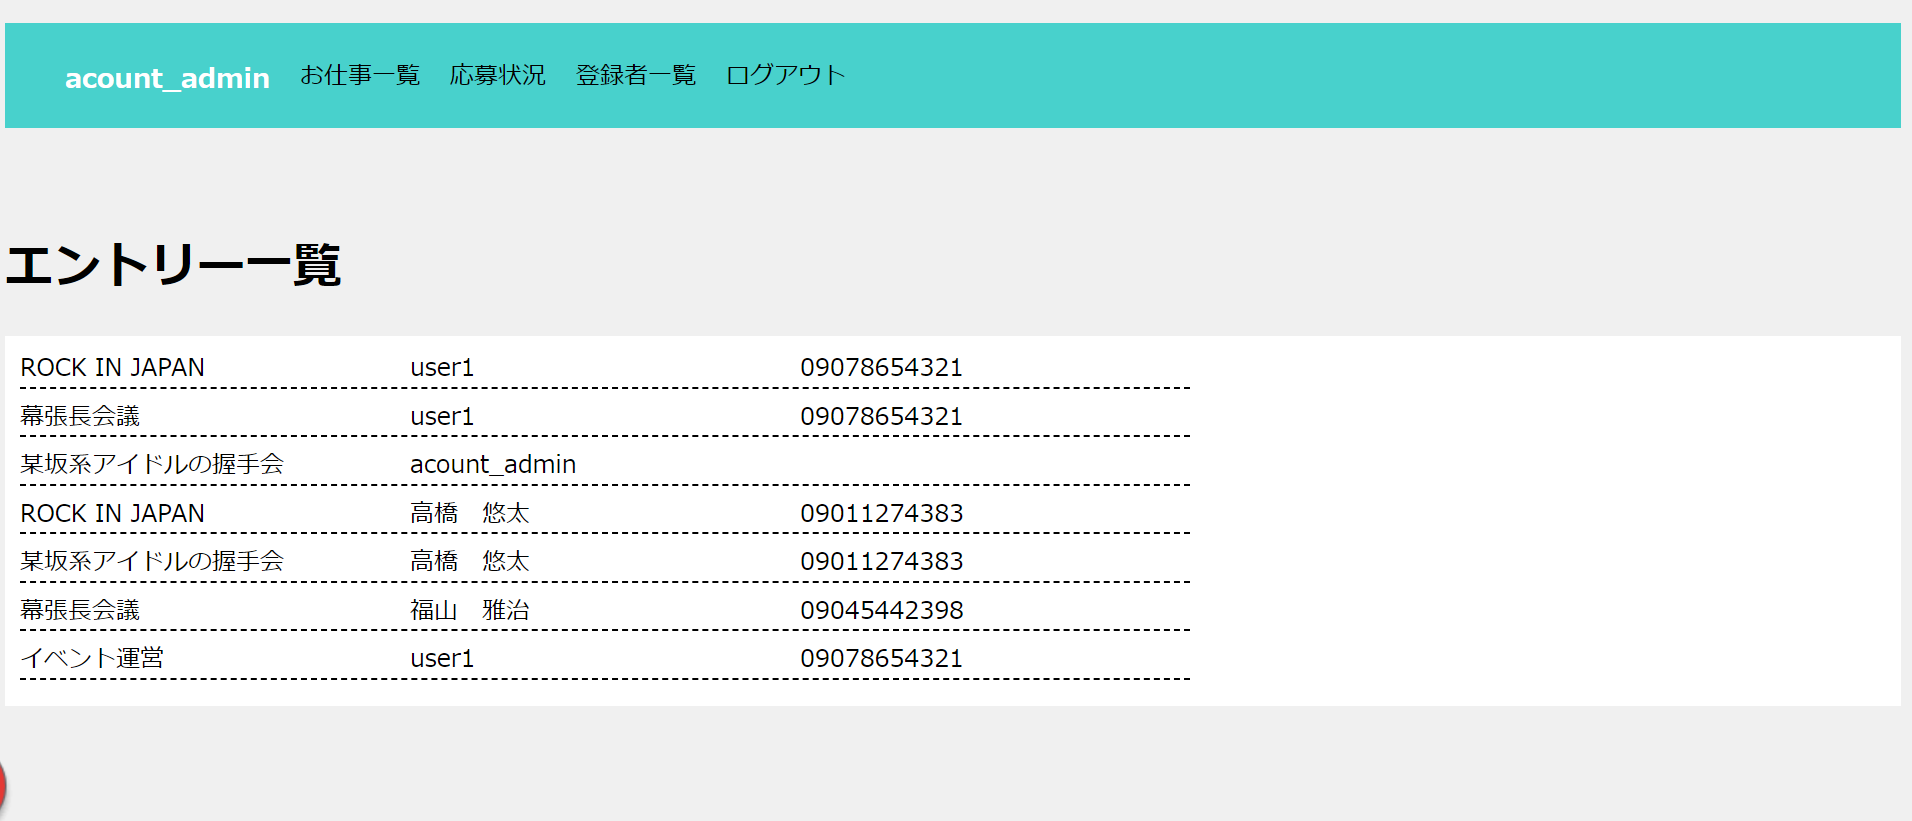 acount_admin お仕事一覧 応募状況 登録者一覧 ログアウト
エントリー一覧
ROCK IN JAPAN user1 09078654321
幕張長会議 user1 09078654321
某坂系アイドルの握手会 acount_admin
ROCK IN JAPAN 高橋　悠太 09011274383
某坂系アイドルの握手会 高橋　悠太 09011274383
幕張長会議 福山　雅治 09045442398
イベント運営 user1 09078654321